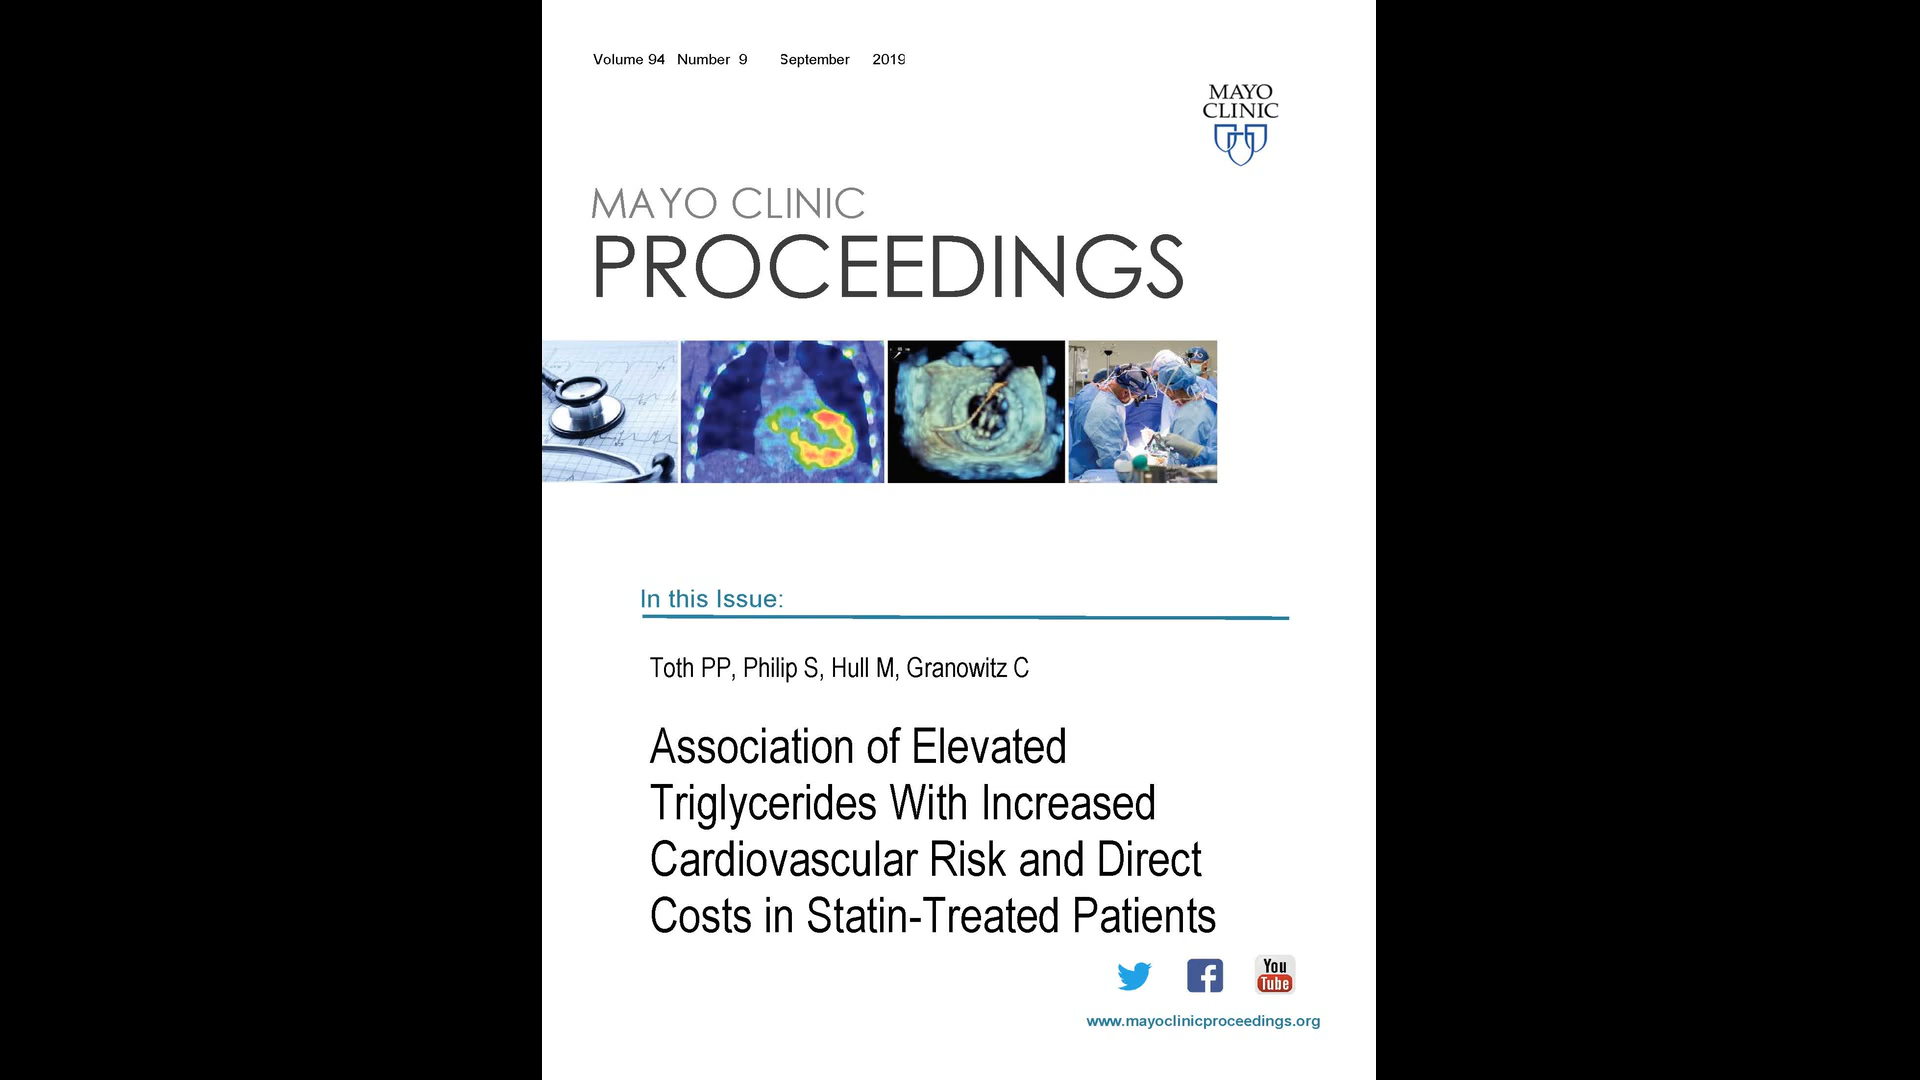 Volume 94 Number 9 September 2019
MAYO
CLINIC
MAYO CLINIC
PROCEEDINGS
In this Issue:
Toth PP, Philip S, Hull M, Granowitz C
Association of Elevated
Triglycerides With Increased
Cardiovascular Risk and Direct
Costs in Statin-Treated Patients
You
Tube
www.mayoclinicproceedings.org